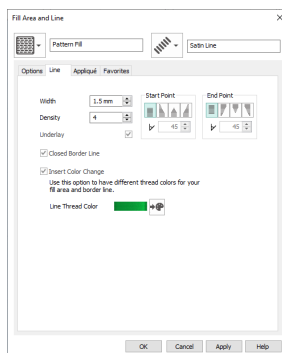 Fill Area and Line
Pattern Fill
Satin Line
Options Line Appliqué Favorites
Width 1.5 mm
Density 4
Underlay
Start Point
45
End Point
45
Closed Border Line
Insert Color Change
Use this option to have different thread colors for your
fill area and border line.
Line Thread Color
OK Cancel Apply Help